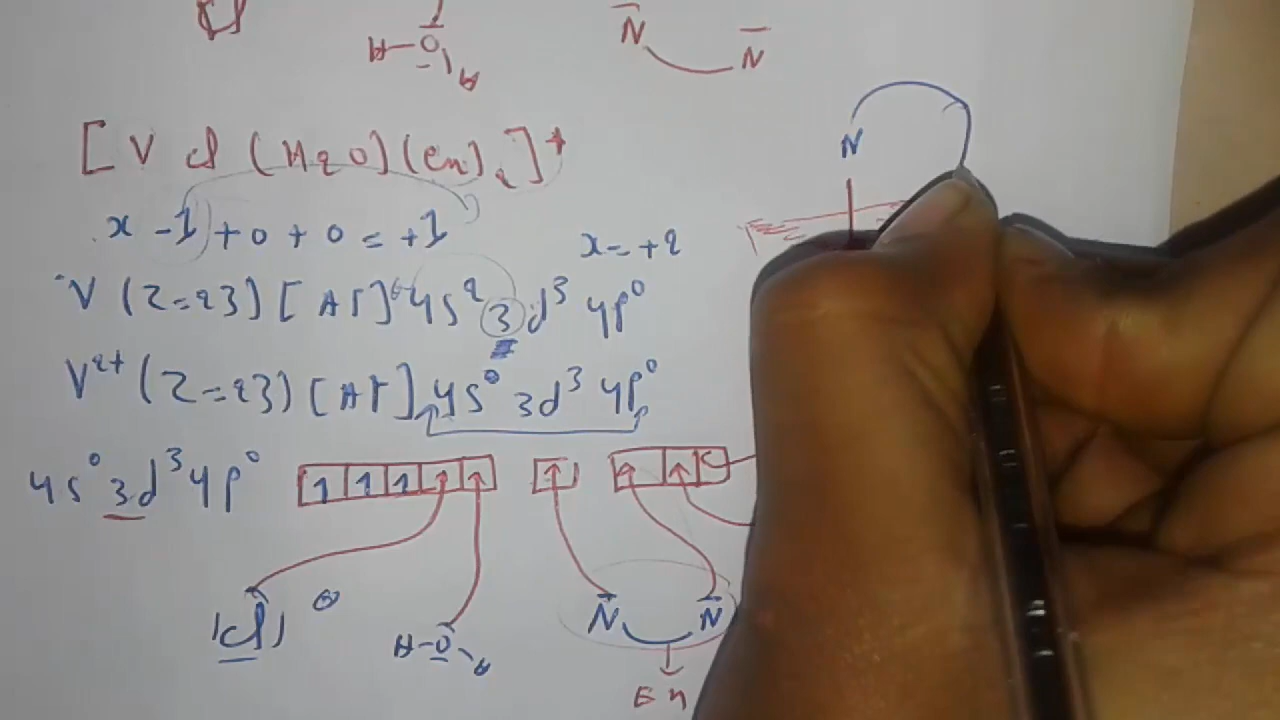 Cl
H-O-H
N N
[V Cl (H2O)(en)2]+
x -1 + 0 + 0 = +1
x = +2
V (Z=23) [Ar] 4s² 3d³ 4p⁰
V²⁺ (Z=23) [Ar] 4s⁰ 3d³ 4p⁰
4s⁰ 3d³ 4p⁰
Cl
H-O-H
N N
En
N